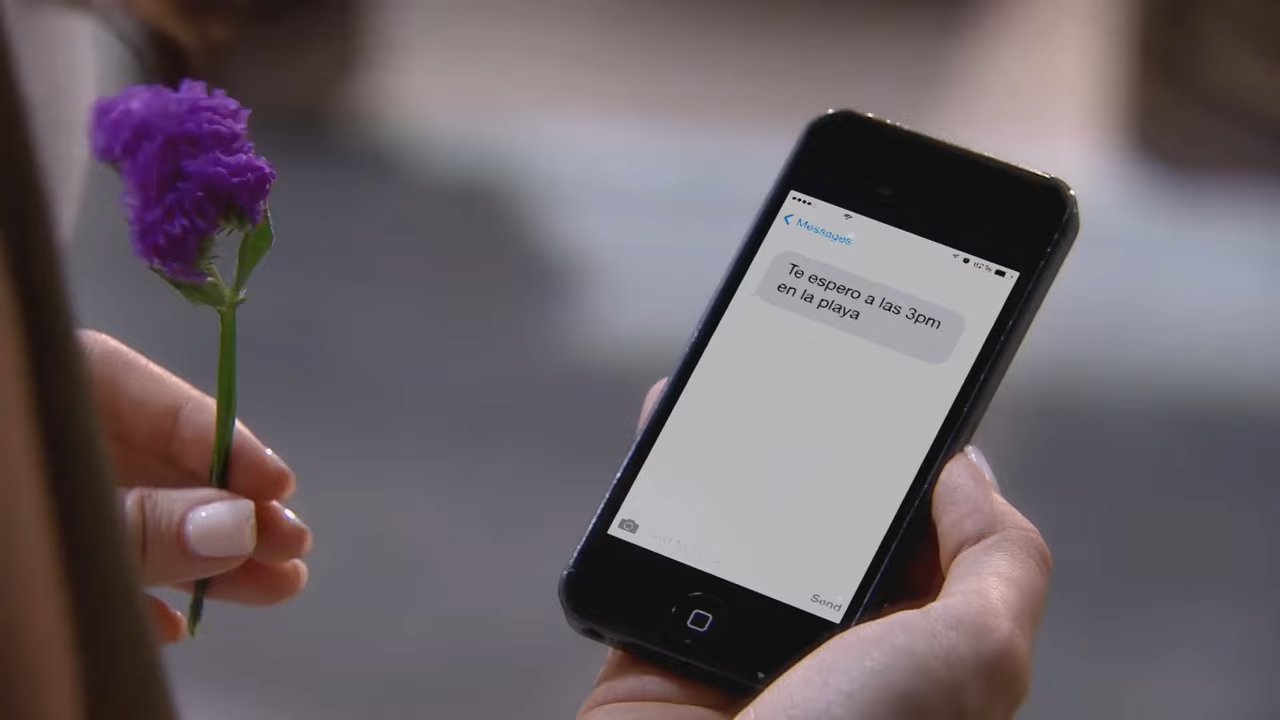 Messages
Te espero a las 3pm
en la playa
Send